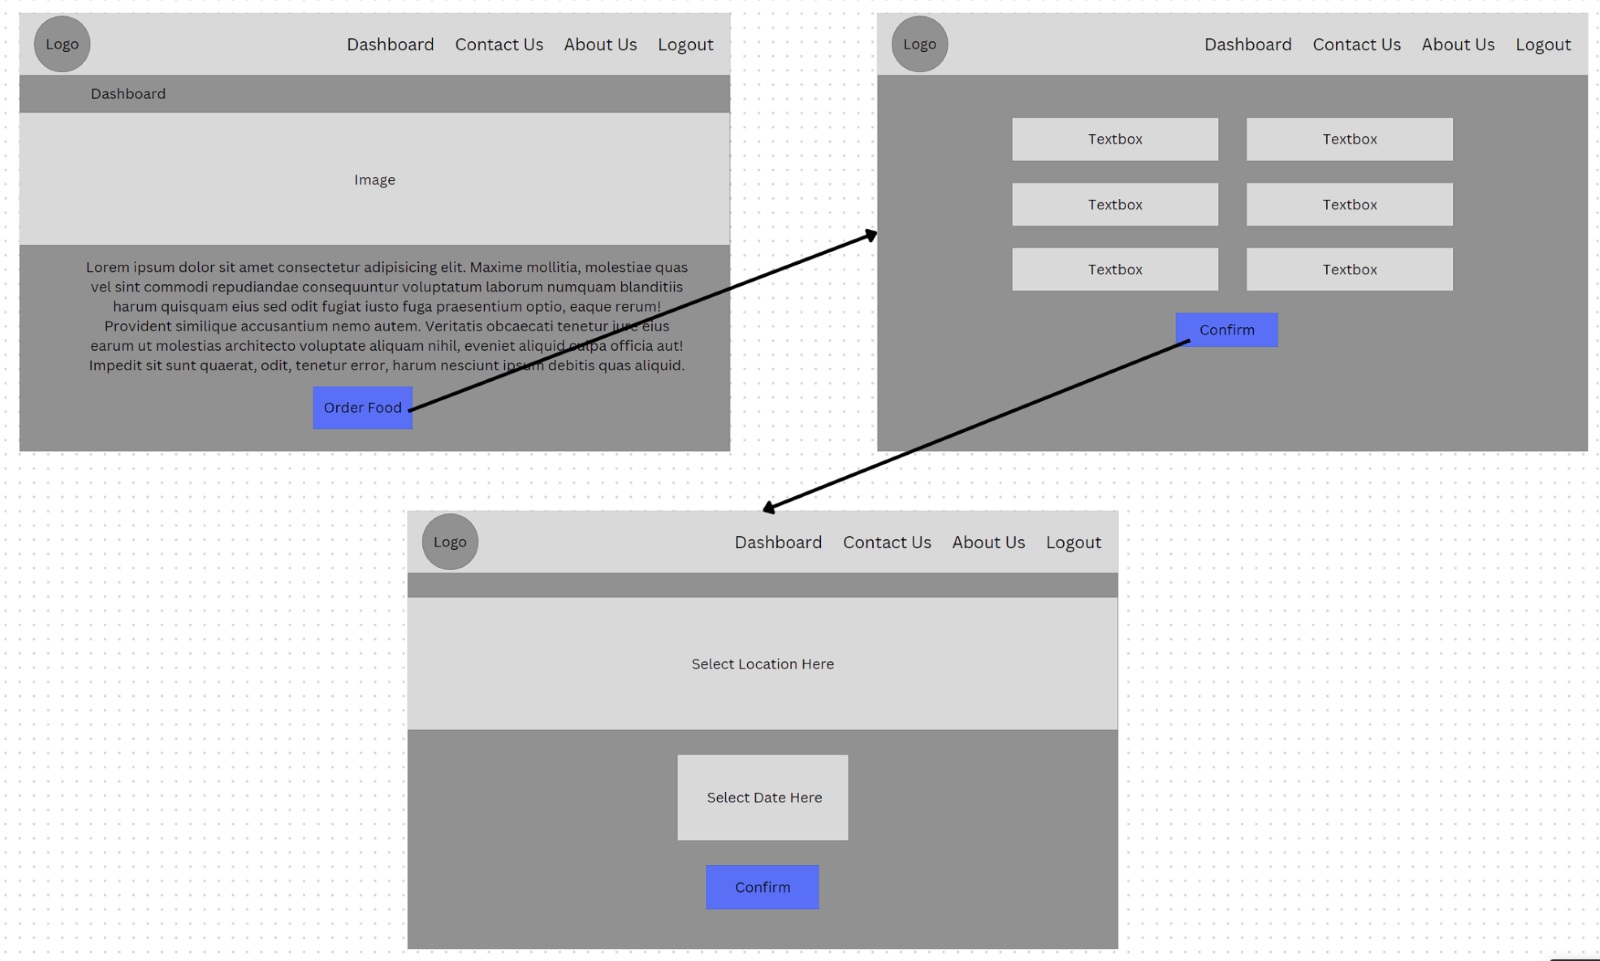 Logo
Dashboard Contact Us About Us Logout
Dashboard
Image
Lorem ipsum dolor sit amet consectetur adipisicing elit. Maxime mollitia, molestiae quas
vel sint commodi repudiandae consequuntur voluptatum laborum numquam blanditiis
harum quisquam eius sed odit fugiat iusto fuga praesentium optio, eaque rerum!
Provident similique accusantium nemo autem. Veritatis obcaecati tenetur iure eius
earum ut molestias architecto voluptate aliquam nihil, eveniet aliquid culpa officia aut!
Impedit sit sunt quaerat, odit, tenetur error, harum nesciunt ipsum debitis quas aliquid.
Order Food
Logo
Dashboard Contact Us About Us Logout
Textbox Textbox
Textbox Textbox
Textbox Textbox
Confirm
Logo
Dashboard Contact Us About Us Logout
Select Location Here
Select Date Here
Confirm